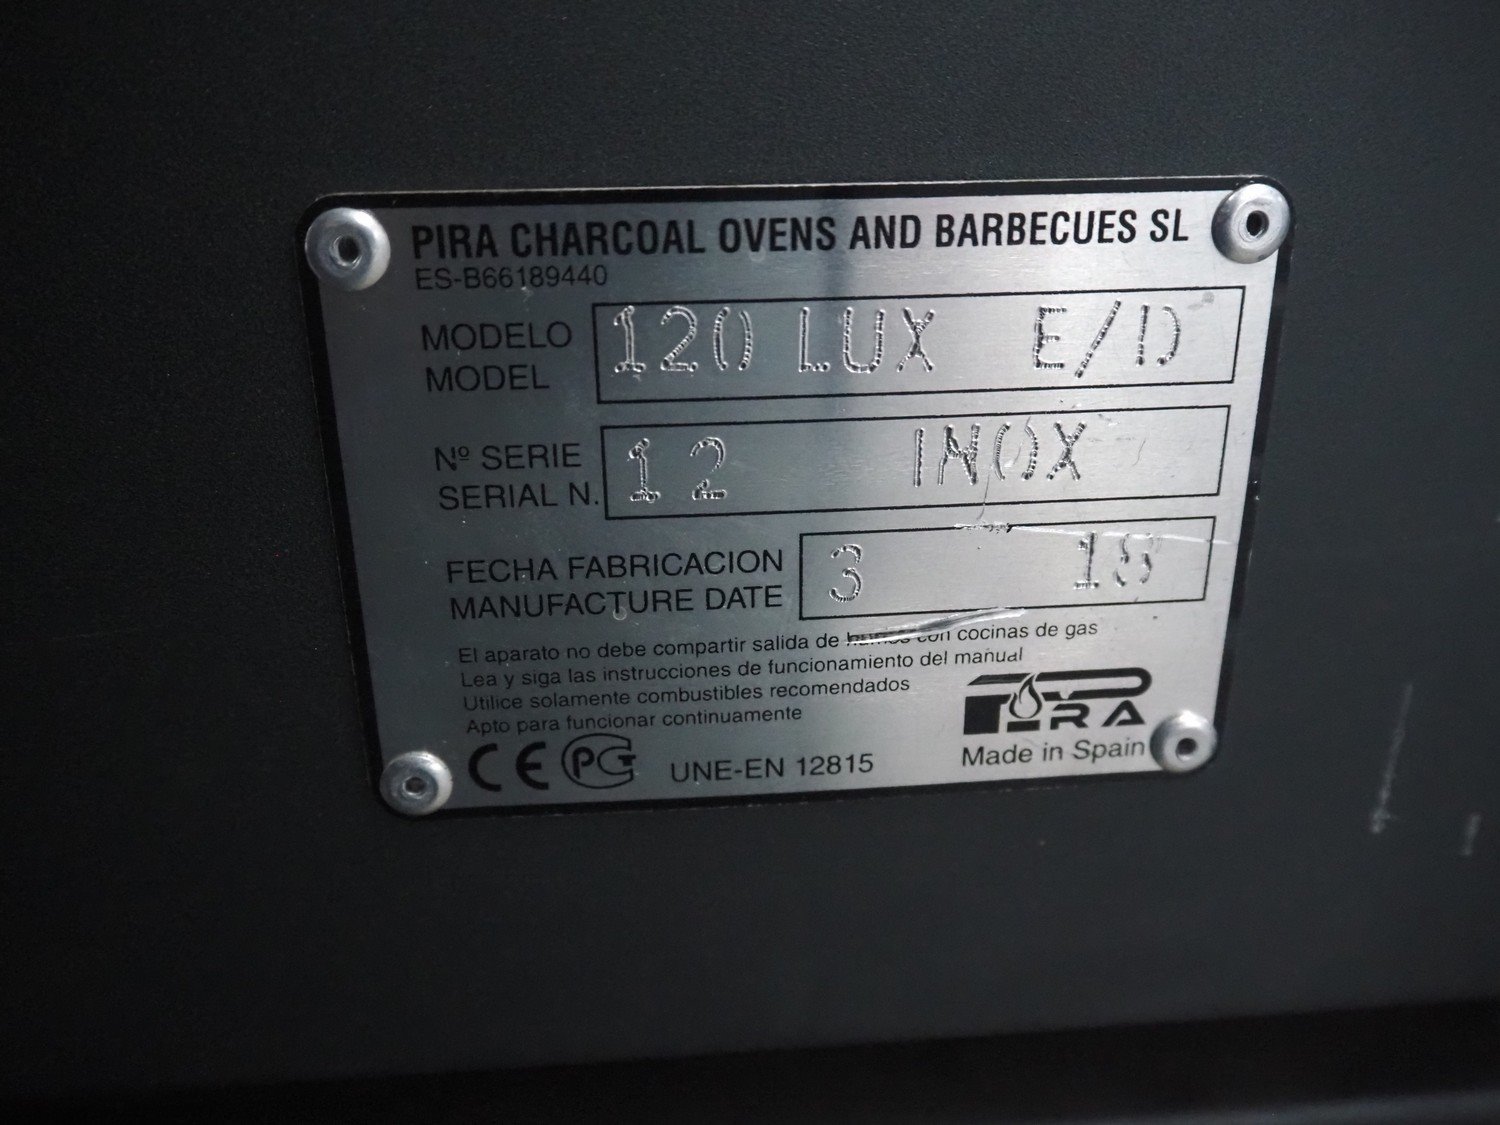 PIRA CHARCOAL OVENS AND BARBECUES SL
ES-B66189440
MODELO
MODEL
120 LUX E/D
Nº SERIE
SERIAL N.
12 INOX
FECHA FABRICACION
MANUFACTURE DATE
3 18
El aparato no debe compartir salida de humos con cocinas de gas
Lea y siga las instrucciones de funcionamiento del manual
Utilice solamente combustibles recomendados
Apto para funcionar continuamente
CE PCT UNE-EN 12815
PIRA
Made in Spain